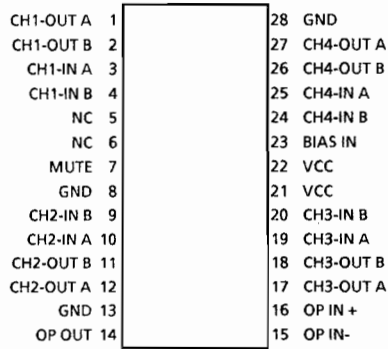 CH1-OUT A 1 28 GND
CH1-OUT B 2 27 CH4-OUT A
CH1-IN A 3 26 CH4-OUT B
CH1-IN B 4 25 CH4-IN A
NC 5 24 CH4-IN B
NC 6 23 BIAS IN
MUTE 7 22 VCC
GND 8 21 VCC
CH2-IN B 9 20 CH3-IN B
CH2-IN A 10 19 CH3-IN A
CH2-OUT B 11 18 CH3-OUT B
CH2-OUT A 12 17 CH3-OUT A
GND 13 16 OP IN +
OP OUT 14 15 OP IN-